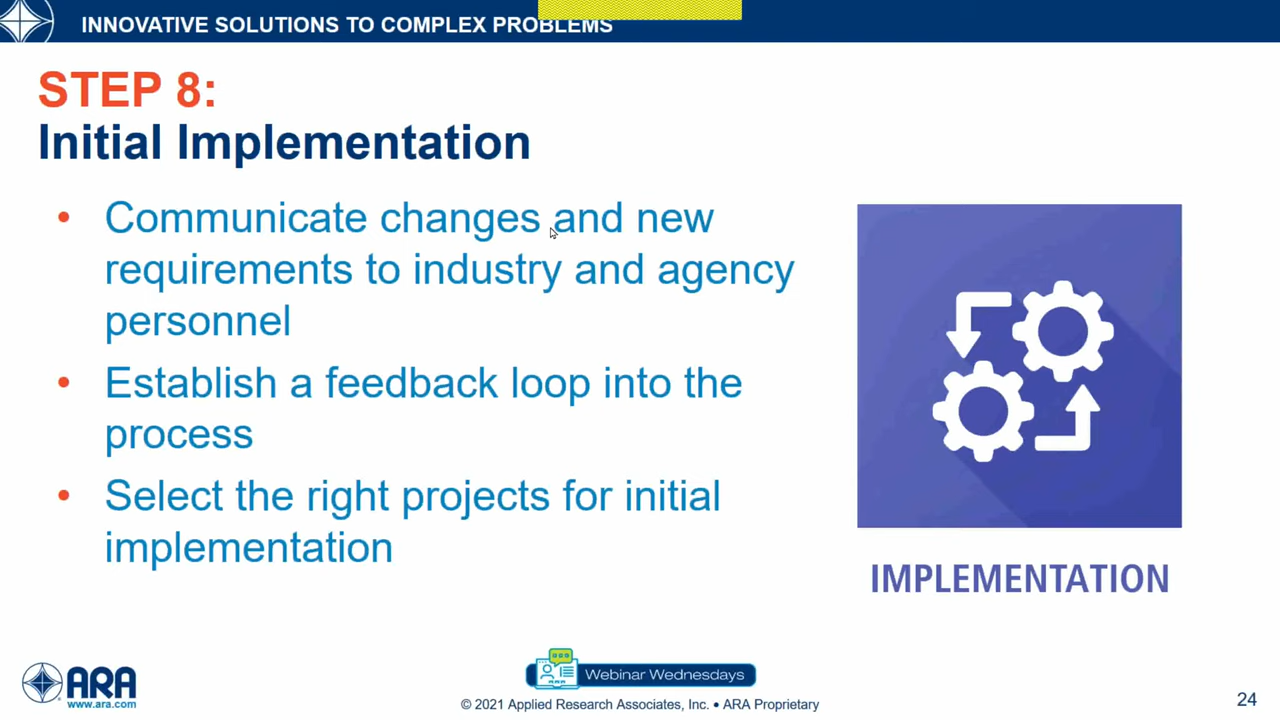 INNOVATIVE SOLUTIONS TO COMPLEX PROBLEMS
STEP 8:
Initial Implementation
• Communicate changes and new
requirements to industry and agency
personnel
• Establish a feedback loop into the
process
• Select the right projects for initial
implementation
IMPLEMENTATION
ARA
www.ara.com
Webinar Wednesdays
© 2021 Applied Research Associates, Inc. • ARA Proprietary
24